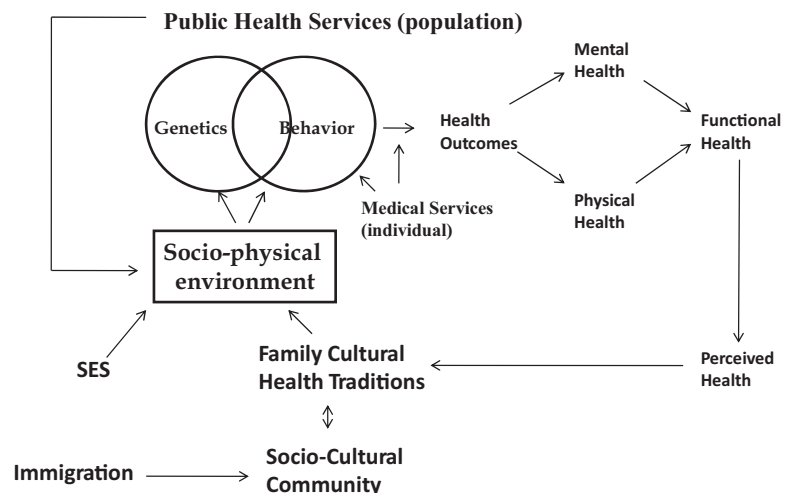 Public Health Services (population)
Mental
Health
Genetics
Behavior
Health
Outcomes
Functional
Health
Medical Services
(individual)
Physical
Health
Socio-physical
environment
SES
Family Cultural
Health Traditions
Perceived
Health
Immigration
Socio-Cultural
Community